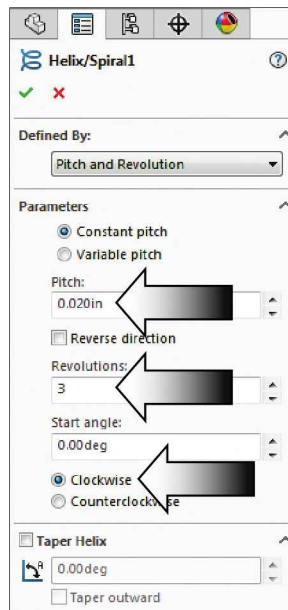 Helix/Spiral1
Defined By:
Pitch and Revolution
Parameters
Constant pitch
Variable pitch
Pitch:
0.020in
Reverse direction
Revolutions:
3
Start angle:
0.00deg
Clockwise
Counterclockwise
Taper Helix
0.00deg
Taper outward